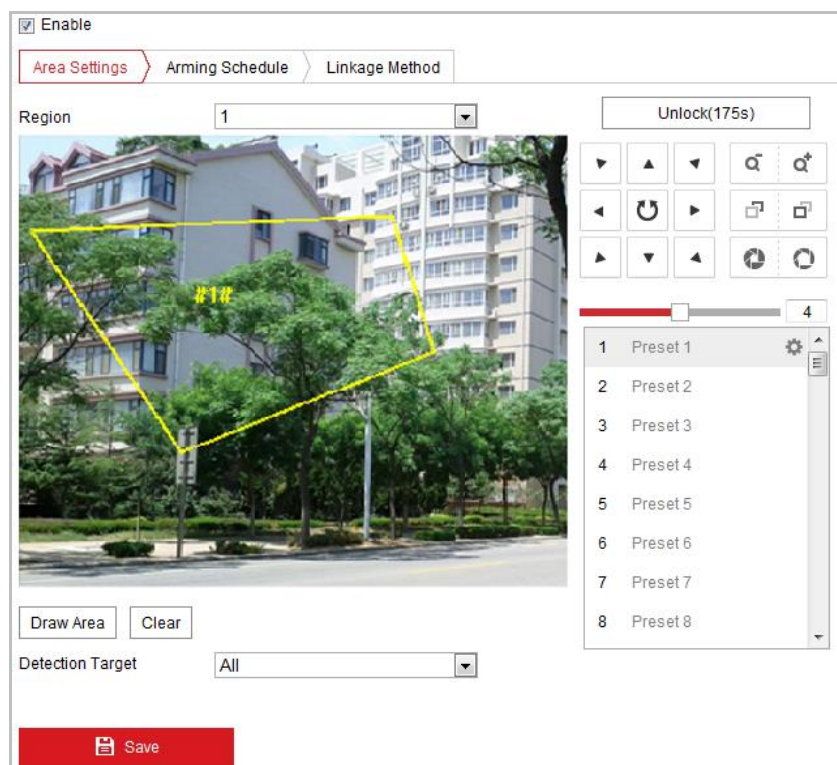 Enable
Area Settings Arming Schedule Linkage Method
Region 1
Unlock(175s)
#1#
4
1 Preset 1
2 Preset 2
3 Preset 3
4 Preset 4
5 Preset 5
6 Preset 6
7 Preset 7
8 Preset 8
Draw Area Clear
Detection Target All
Save